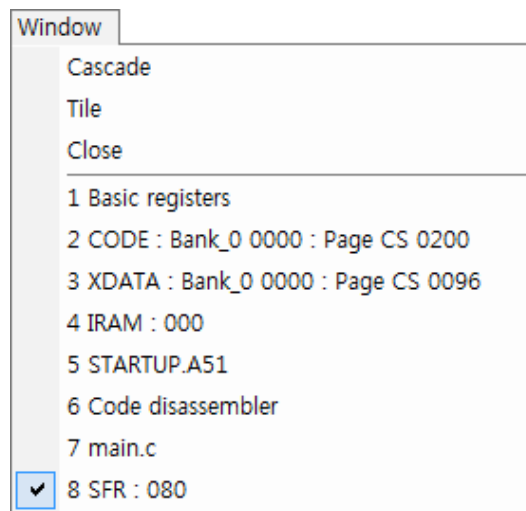 Window
Cascade
Tile
Close
1 Basic registers
2 CODE : Bank_0 0000 : Page CS 0200
3 XDATA : Bank_0 0000 : Page CS 0096
4 IRAM : 000
5 STARTUP.A51
6 Code disassembler
7 main.c
8 SFR : 080